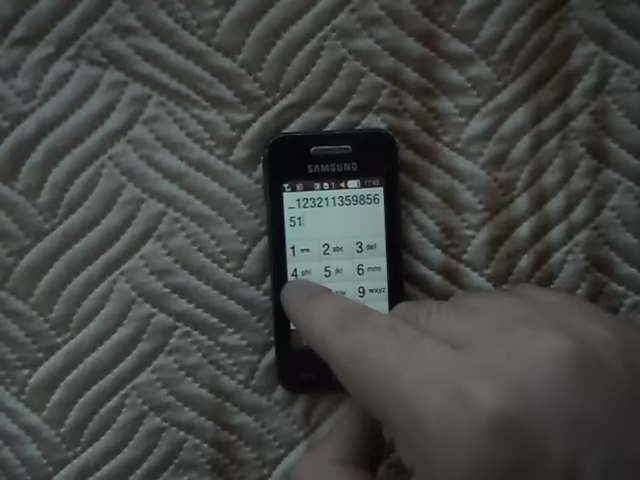 SAMSUNG
_123211359856
51
1 2 abc 3 def
4 ghi 5 jkl 6 mno
9 wxyz